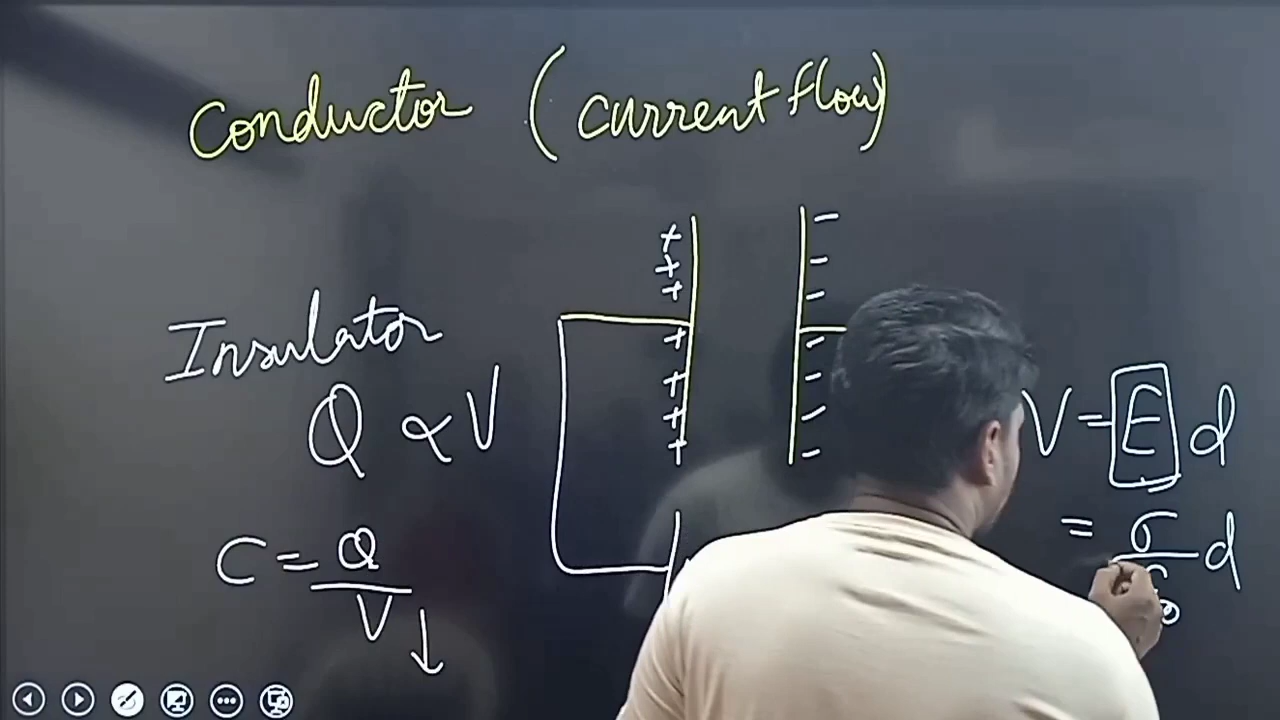 Conductor (current flow)
Insulator
Q ∝ V
C = Q/V ↓
+ + + + + + +
− − − − − − −
V = E d
= σ/ε₀ d